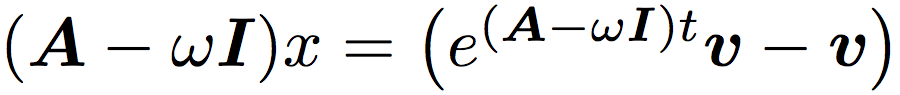 (𝑨 − ω𝑰)x = (e^{(𝑨−ω𝑰)t}𝒗 − 𝒗)